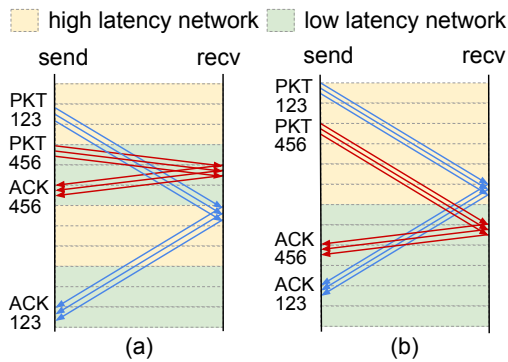 high latency network low latency network
send recv
PKT
123
PKT
456
ACK
456
ACK
123
(a)
send recv
PKT
123
PKT
456
ACK
456
ACK
123
(b)